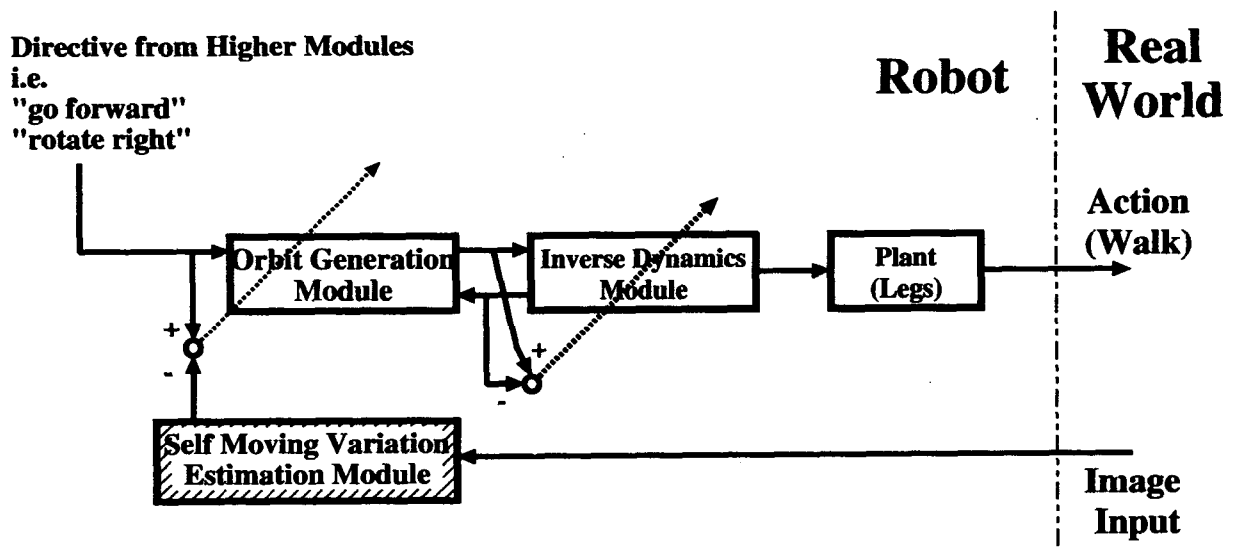 Directive from Higher Modules
i.e.
"go forward"
"rotate right"
Robot
Real
World
Orbit Generation
Module
Inverse Dynamics
Module
Plant
(Legs)
Action
(Walk)
+
-
+
-
Self Moving Variation
Estimation Module
Image
Input